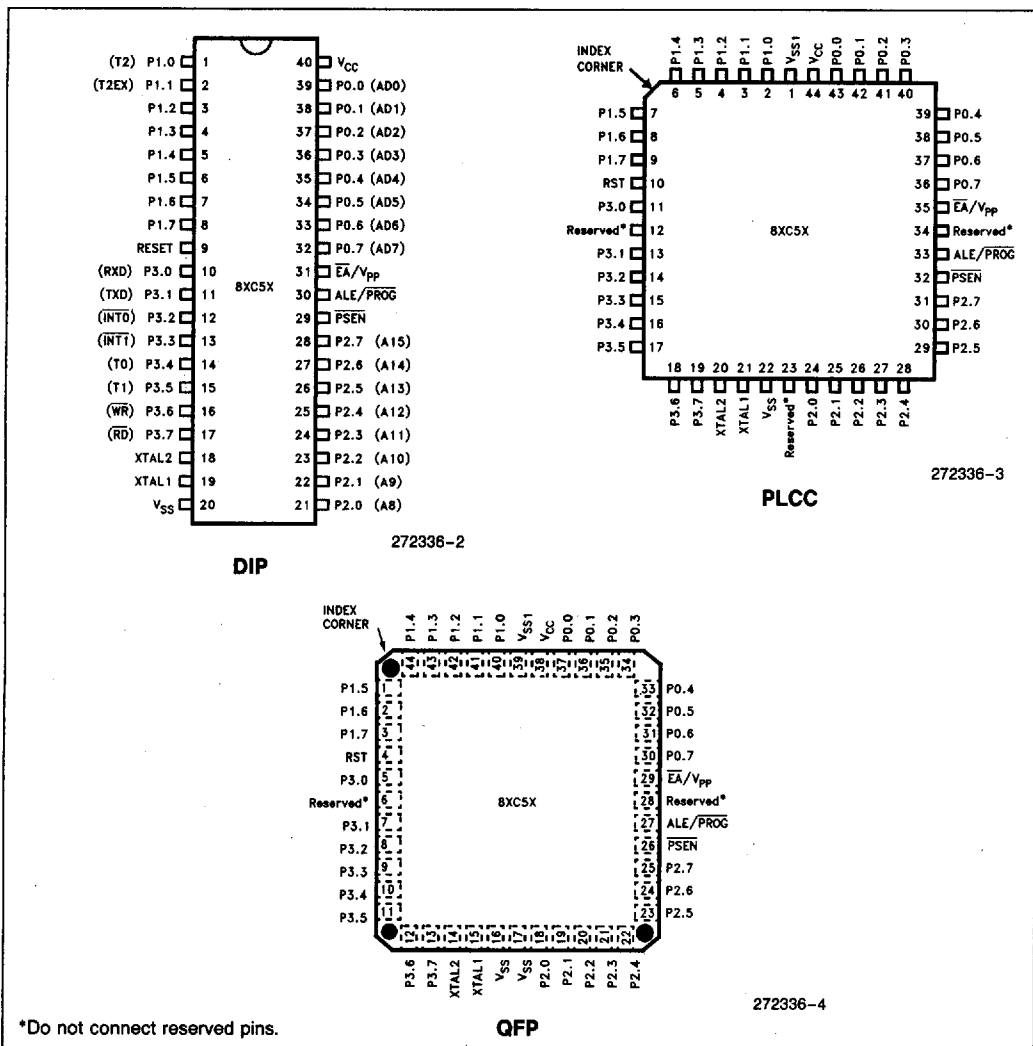 (T2) P1.0 1 40 VCC
(T2EX) P1.1 2 39 P0.0 (AD0)
P1.2 3 38 P0.1 (AD1)
P1.3 4 37 P0.2 (AD2)
P1.4 5 36 P0.3 (AD3)
P1.5 6 35 P0.4 (AD4)
P1.6 7 34 P0.5 (AD5)
P1.7 8 33 P0.6 (AD6)
RESET 9 32 P0.7 (AD7)
(RXD) P3.0 10 31 E̅A̅/VPP
(TXD) P3.1 11 8XC5X 30 ALE/P̅R̅O̅G̅
(I̅N̅T̅0̅) P3.2 12 29 P̅S̅E̅N̅
(I̅N̅T̅1̅) P3.3 13 28 P2.7 (A15)
(T0) P3.4 14 27 P2.6 (A14)
(T1) P3.5 15 26 P2.5 (A13)
(W̅R̅) P3.6 16 25 P2.4 (A12)
(R̅D̅) P3.7 17 24 P2.3 (A11)
XTAL2 18 23 P2.2 (A10)
XTAL1 19 22 P2.1 (A9)
VSS 20 21 P2.0 (A8)
272336-2
DIP
INDEX
CORNER
P1.4 P1.3 P1.2 P1.1 P1.0 VSS1 VCC P0.0 P0.1 P0.2 P0.3
6 5 4 3 2 1 44 43 42 41 40
P1.5 7 39 P0.4
P1.6 8 38 P0.5
P1.7 9 37 P0.6
RST 10 36 P0.7
P3.0 11 35 E̅A̅/VPP
Reserved* 12 8XC5X 34 Reserved*
P3.1 13 33 ALE/P̅R̅O̅G̅
P3.2 14 32 P̅S̅E̅N̅
P3.3 15 31 P2.7
P3.4 16 30 P2.6
P3.5 17 29 P2.5
18 19 20 21 22 23 24 25 26 27 28
P3.6 P3.7 XTAL2 XTAL1 VSS Reserved* P2.0 P2.1 P2.2 P2.3 P2.4
272336-3
PLCC
INDEX
CORNER
P1.4 P1.3 P1.2 P1.1 P1.0 VSS1 VCC P0.0 P0.1 P0.2 P0.3
44 43 42 41 40 39 38 37 36 35 34
P1.5 1 33 P0.4
P1.6 2 32 P0.5
P1.7 3 31 P0.6
RST 4 30 P0.7
P3.0 5 29 E̅A̅/VPP
Reserved* 6 8XC5X 28 Reserved*
P3.1 7 27 ALE/P̅R̅O̅G̅
P3.2 8 26 P̅S̅E̅N̅
P3.3 9 25 P2.7
P3.4 10 24 P2.6
P3.5 11 23 P2.5
12 13 14 15 16 17 18 19 20 21 22
P3.6 P3.7 XTAL2 XTAL1 VSS VSS P2.0 P2.1 P2.2 P2.3 P2.4
272336-4
*Do not connect reserved pins.
QFP